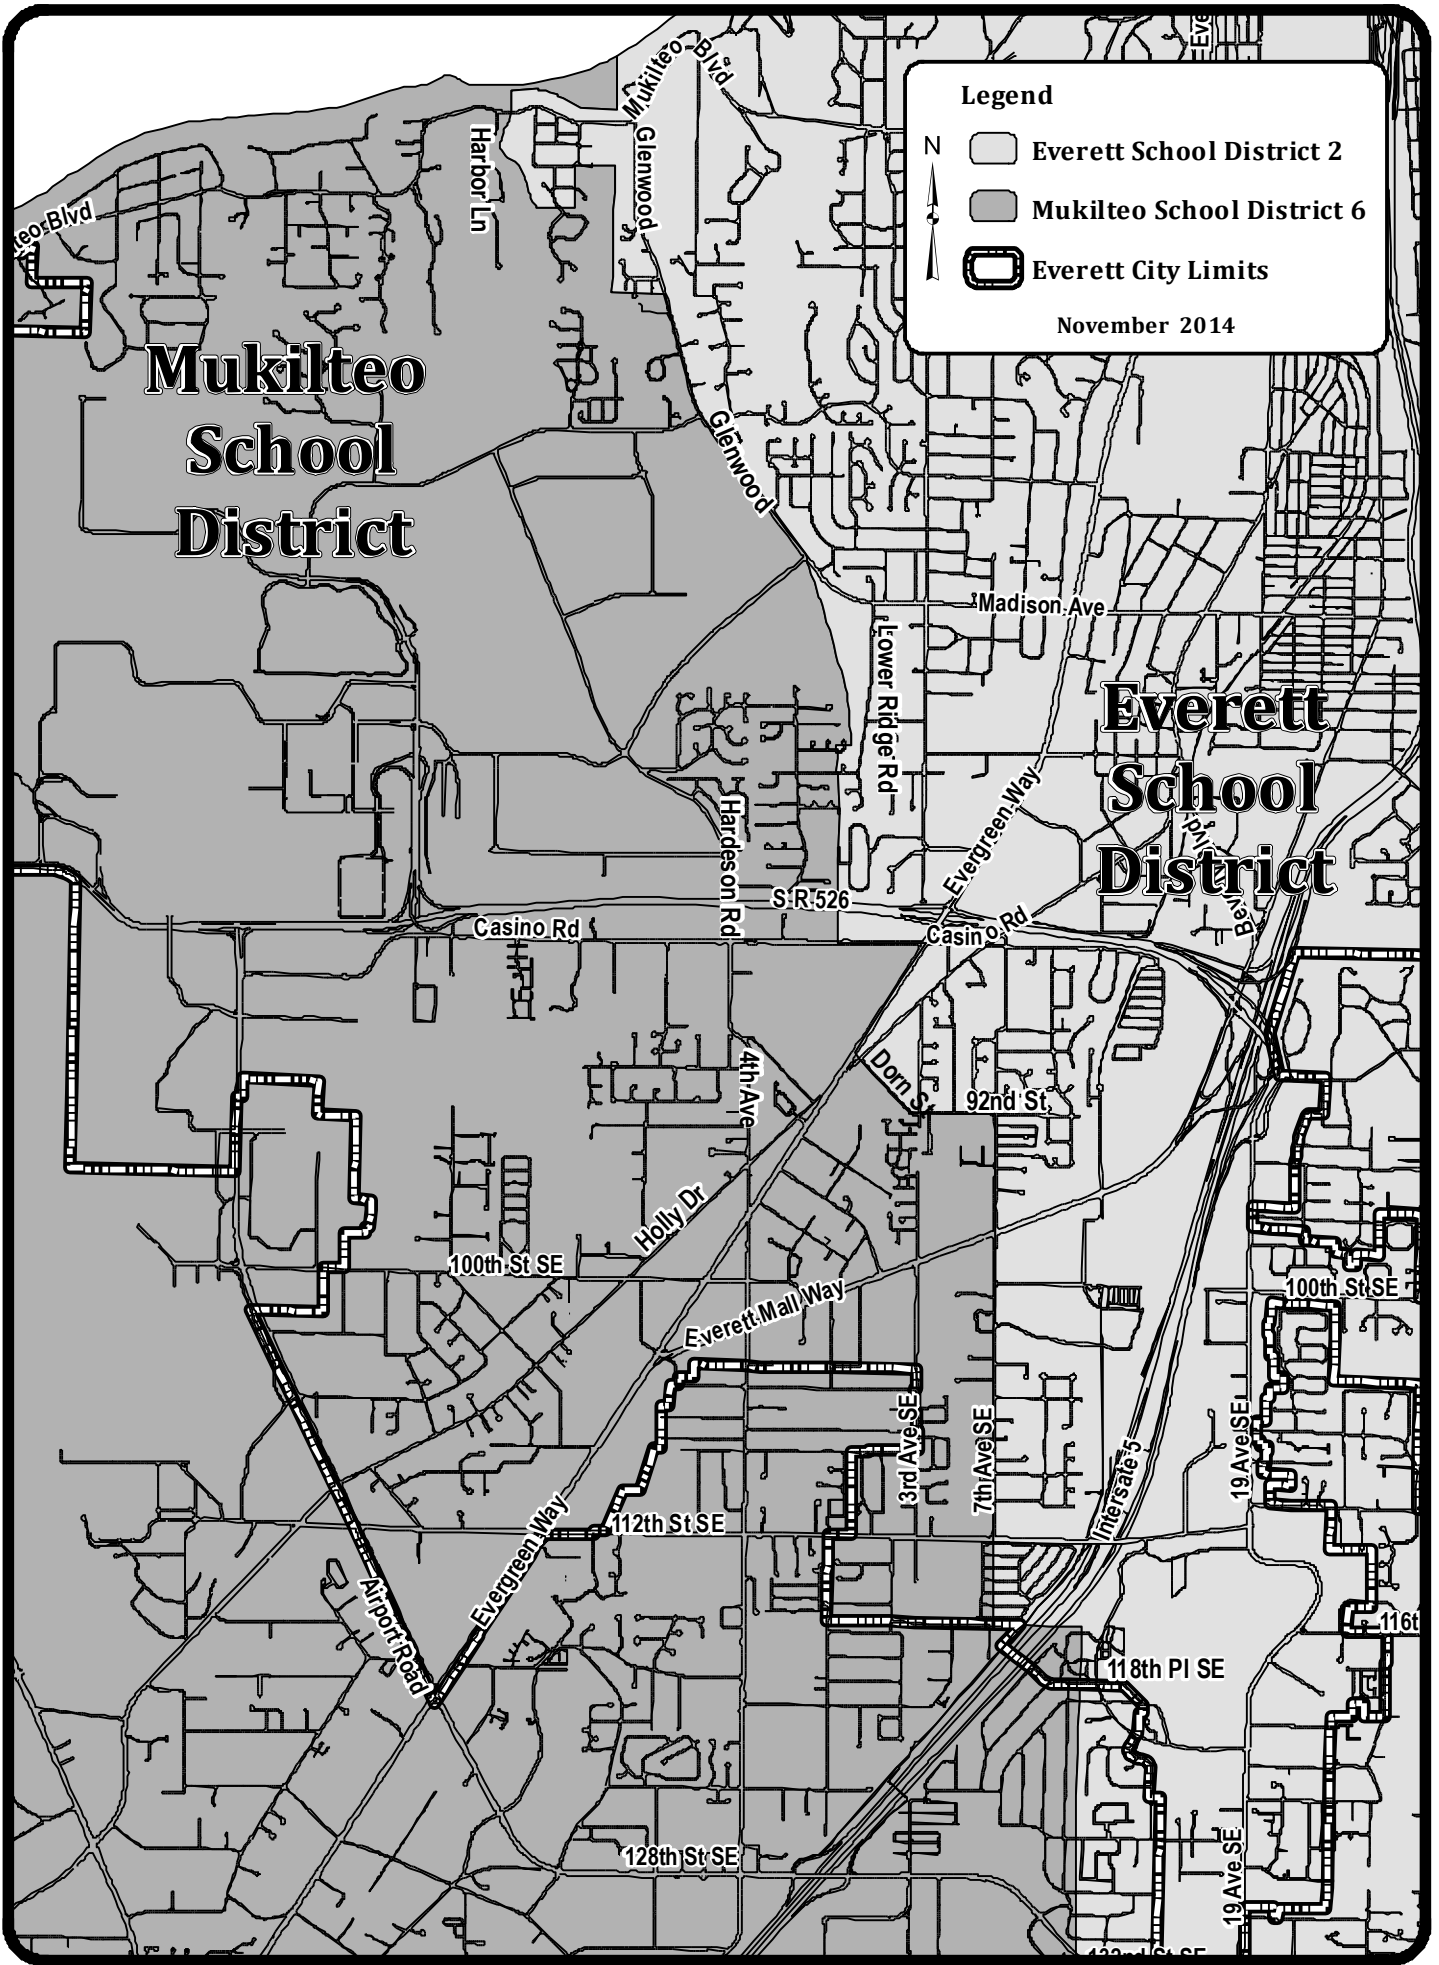 Eve
Mukilteo Blvd
Legend
N
Everett School District 2
Mukilteo School District 6
Everett City Limits
November 2014
Harbor Ln
Glenwood
teo Blvd
Mukilteo
School
District
Glenwood
Madison Ave
Lower Ridge Rd
Everett
School
District
Evergreen Way
Hardeson Rd
S R 526
Casino Rd
Casino Rd
Dorn St
4th Ave
92nd St
Holly Dr
100th St SE
100th St SE
Everett Mall Way
3rd Ave SE
7th Ave SE
19 Ave SE
Intersate 5
112th St SE
Evergreen Way
Airport Road
116t
118th Pl SE
128th St SE
19 Ave SE